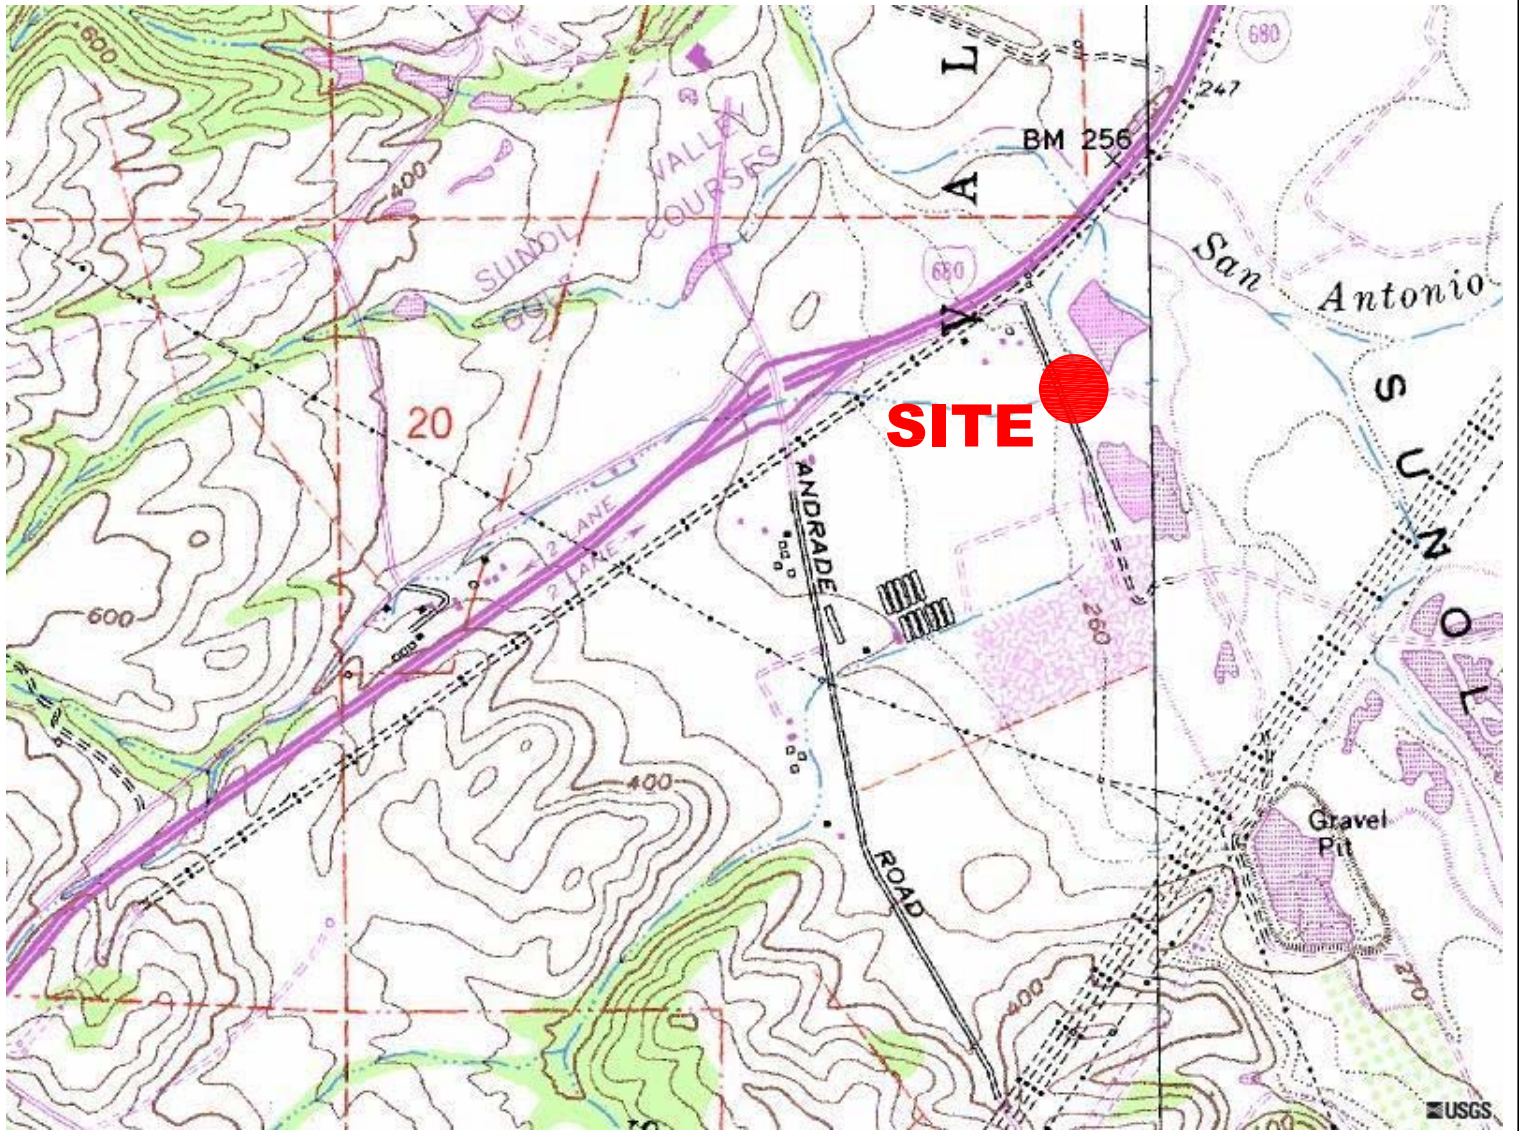 600
680
L
247
VALLEY
BM 256
A
400
COURSES
San
SUNOL
680
Antonio
GOLF
V
S
20
SITE
U
ANDRADE
2 LANE
2 LANE
N
260
600
O
L
400
Gravel
Pit
ROAD
270
400
USGS